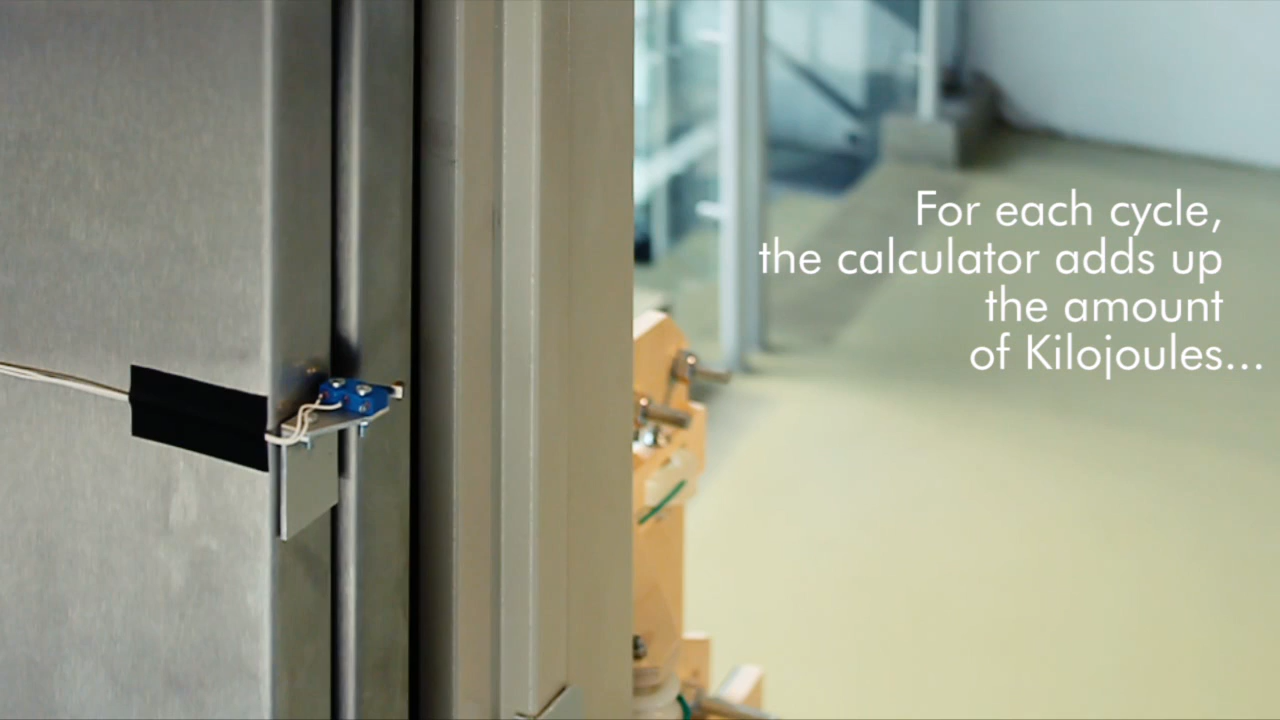 For each cycle,
the calculator adds up
the amount
of Kilojoules...